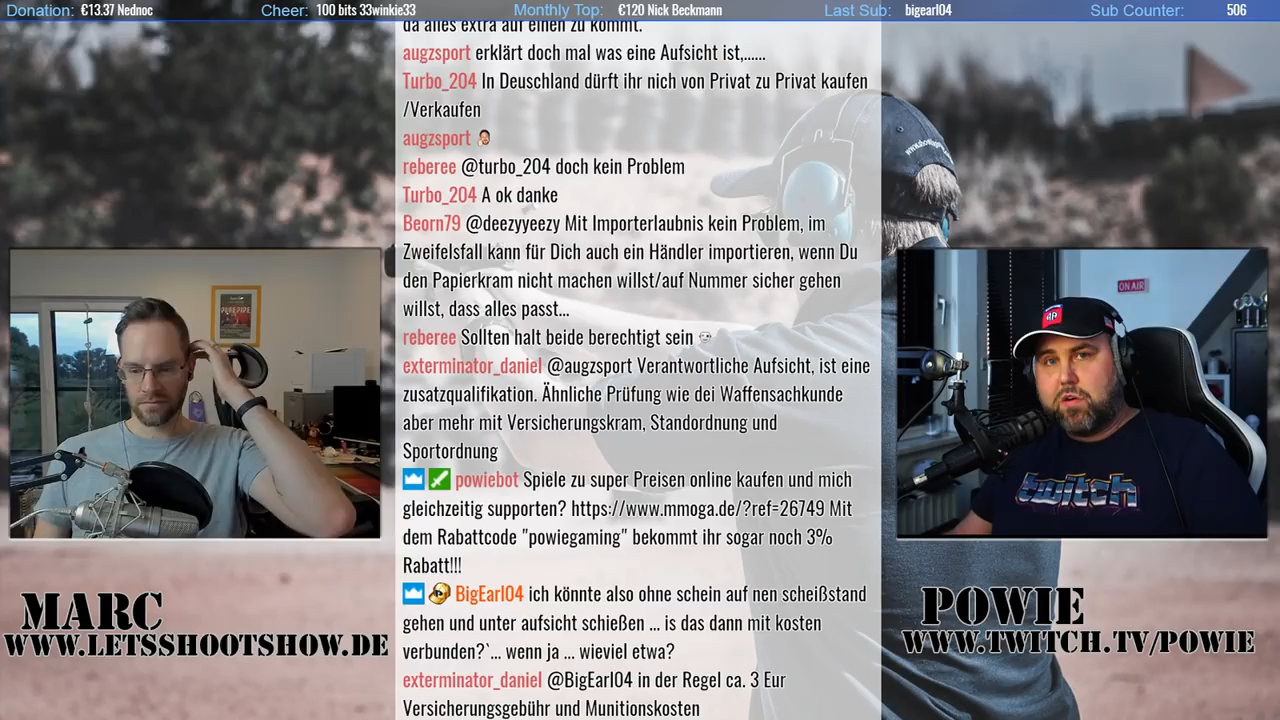 Donation: €13.37 Nednoc Cheer: 100 bits 33winkie33 Monthly Top: €120 Nick Beckmann Last Sub: bigearl04 Sub Counter: 506
da alles extra auf einen zu kommt.
augzsport erklärt doch mal was eine Aufsicht ist,......
Turbo_204 In Deuschland dürft ihr nich von Privat zu Privat kaufen
/Verkaufen
augzsport
reberee @turbo_204 doch kein Problem
Turbo_204 A ok danke
Beorn79 @deezyyeezy Mit Importerlaubnis kein Problem, im
Zweifelsfall kann für Dich auch ein Händler importieren, wenn Du
den Papierkram nicht machen willst/auf Nummer sicher gehen
willst, dass alles passt...
reberee Sollten halt beide berechtigt sein
exterminator_daniel @augzsport Verantwortliche Aufsicht, ist eine
zusatzqualifikation. Ähnliche Prüfung wie dei Waffensachkunde
aber mehr mit Versicherungskram, Standordnung und
Sportordnung
powiebot Spiele zu super Preisen online kaufen und mich
gleichzeitig supporten? https://www.mmoga.de/?ref=26749 Mit
dem Rabattcode "powiegaming" bekommt ihr sogar noch 3%
Rabatt!!!
BigEarl04 ich könnte also ohne schein auf nen scheißstand
gehen und unter aufsicht schießen ... is das dann mit kosten
verbunden?`... wenn ja ... wieviel etwa?
exterminator_daniel @BigEarl04 in der Regel ca. 3 Eur
Versicherungsgebühr und Munitionskosten
MARC
WWW.LETSSHOOTSHOW.DE
ON AIR
twitch
POWIE
WWW.TWITCH.TV/POWIE